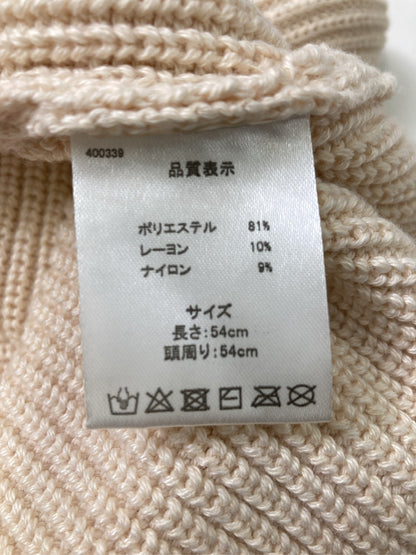 400339
品質表示
ポリエステル 81%
レーヨン 10%
ナイロン 9%
サイズ
長さ:54cm
頭周り:54cm